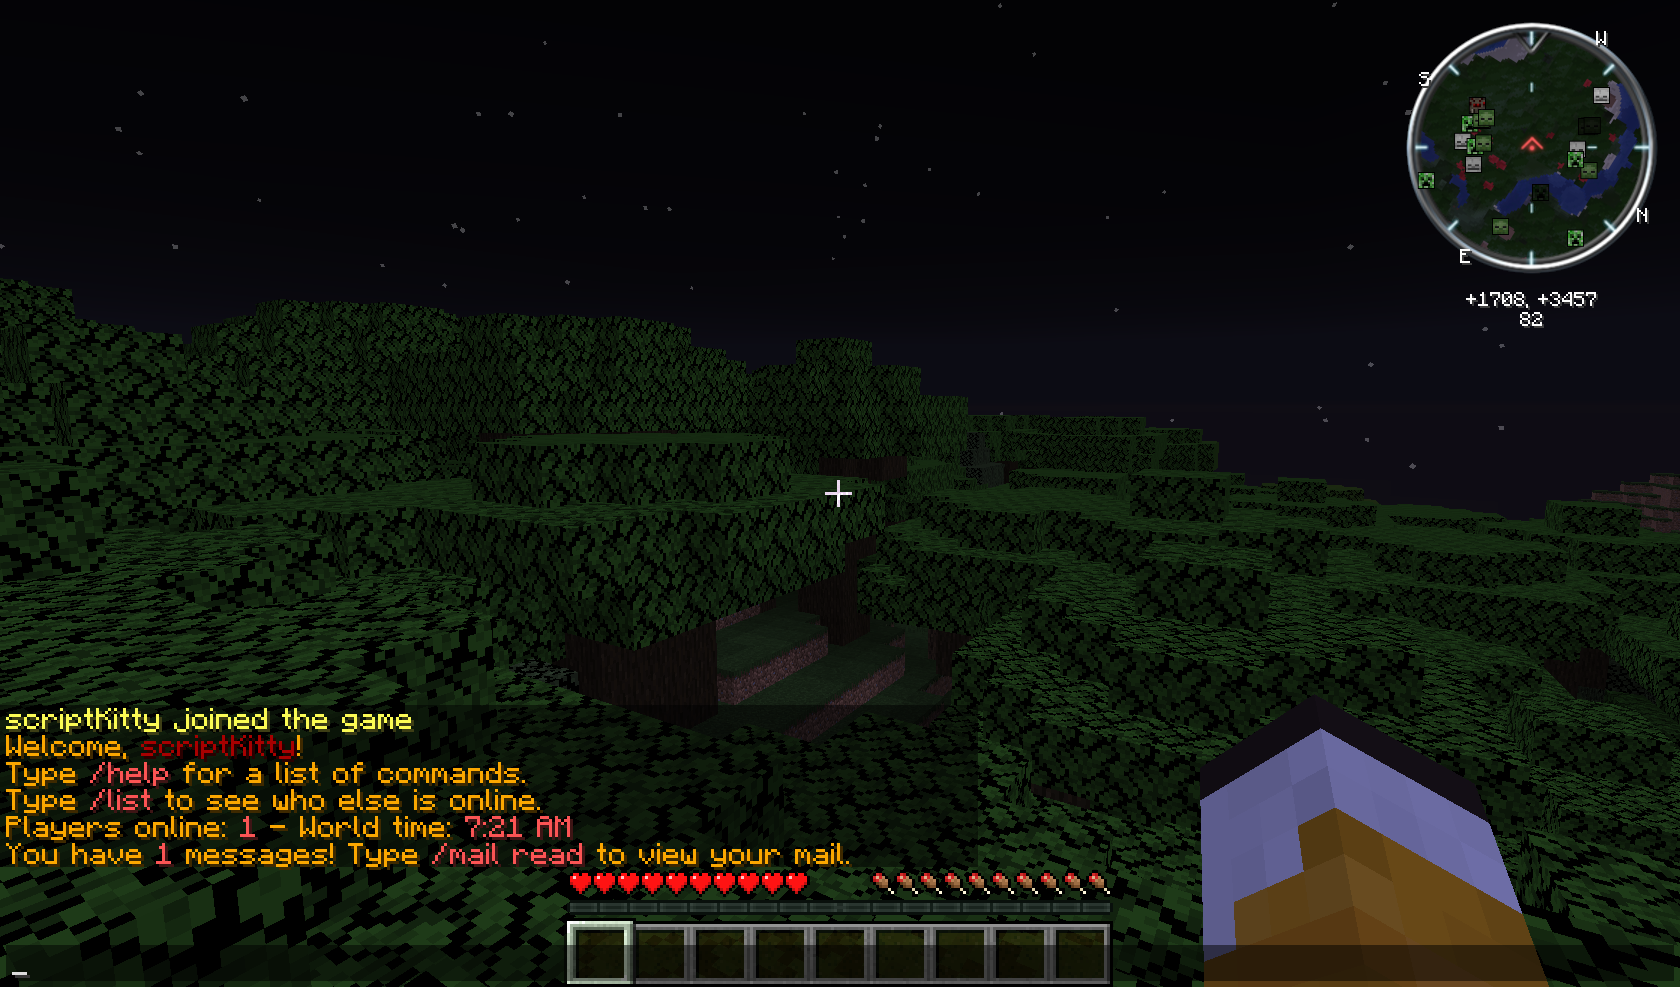 W
S
N
E
+1708, +3457
82
scriptKitty joined the game
Welcome, scriptKitty!
Type /help for a list of commands.
Type /list to see who else is online.
Players online: 1 - World time: 7:21 AM
You have 1 messages! Type /mail read to view your mail.
_